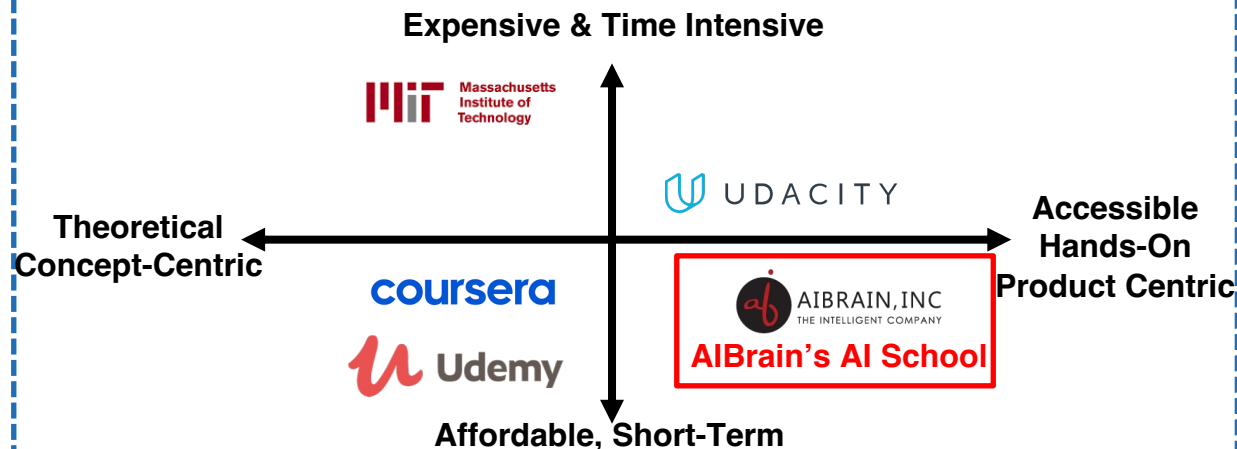 Expensive & Time Intensive
Massachusetts
Institute of
Technology
UDACITY
Theoretical
Concept-Centric
Accessible
Hands-On
Product Centric
coursera
AIBRAIN, INC
THE INTELLIGENT COMPANY
AIBrain's AI School
Udemy
Affordable, Short-Term